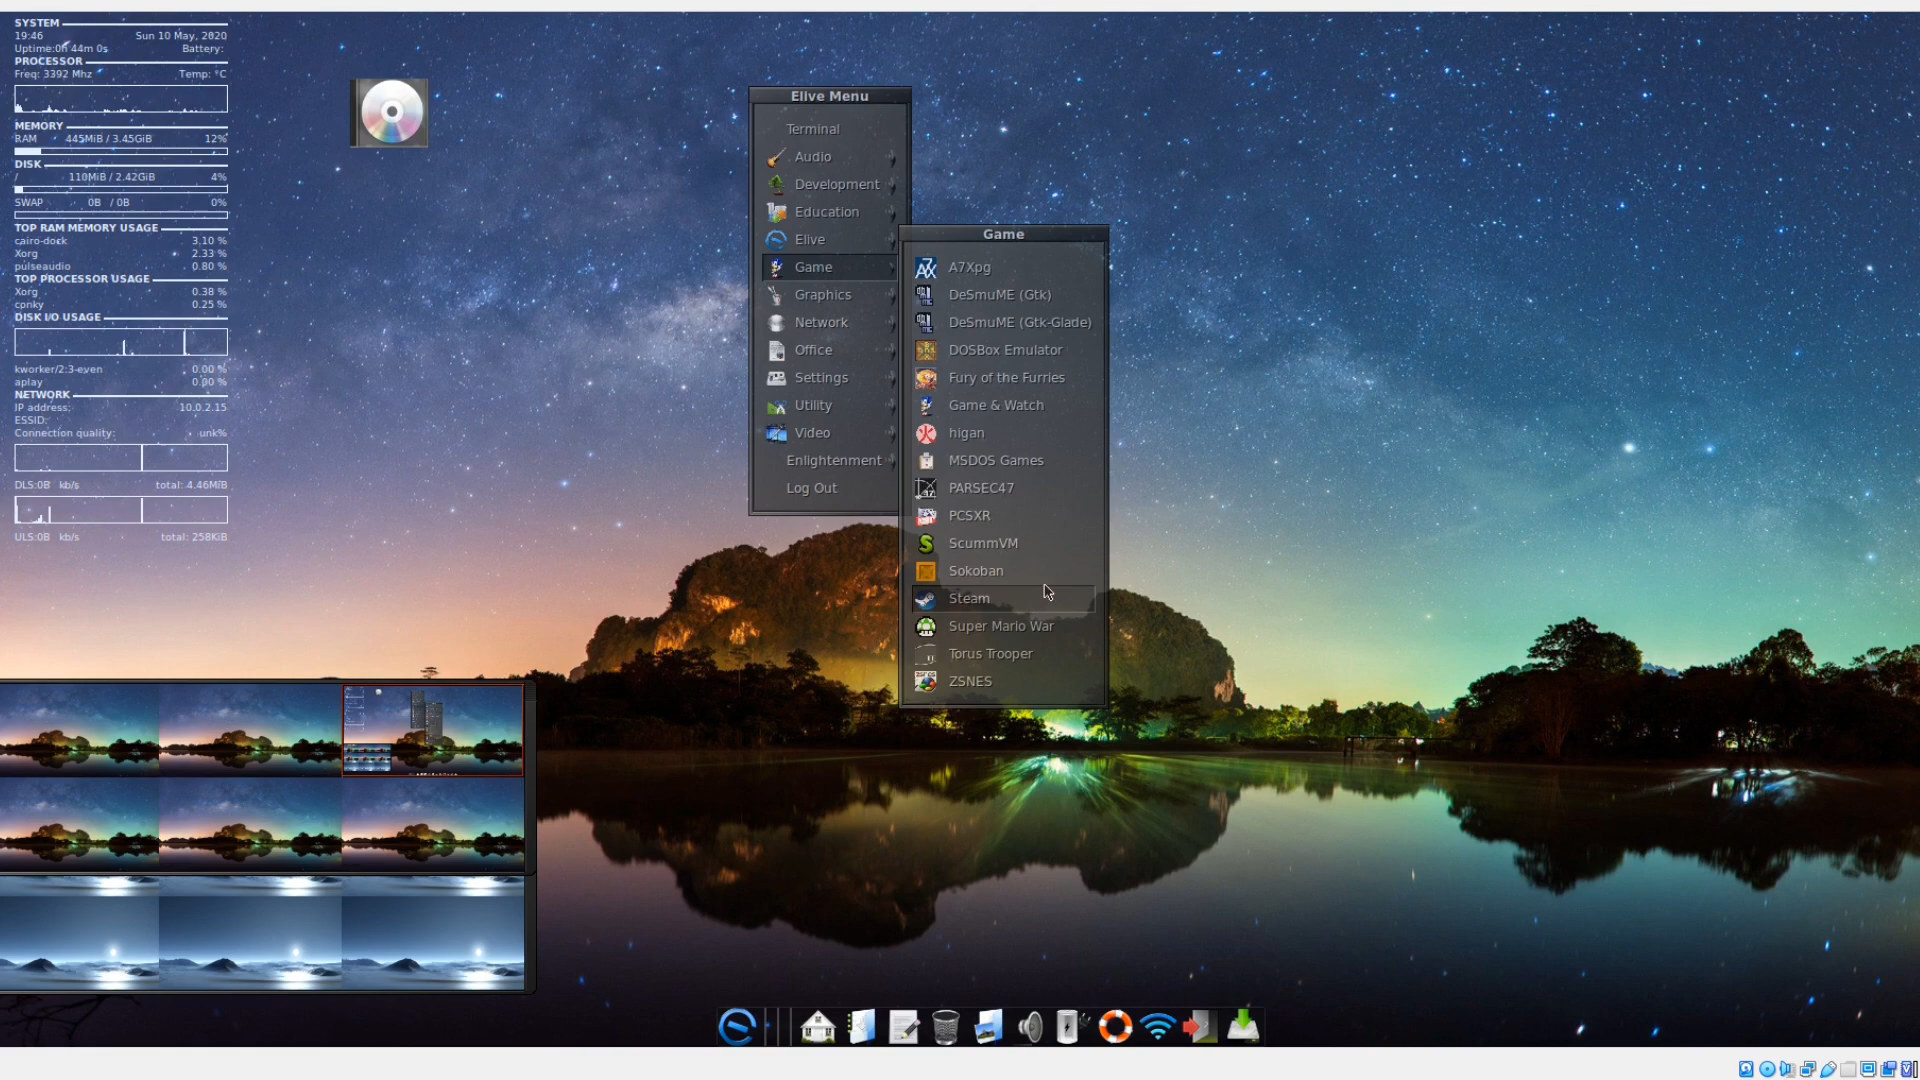 SYSTEM
19:46 Sun 10 May, 2020
Uptime:0h 44m 0s Battery:
PROCESSOR
Freq: 3392 Mhz Temp: °C
MEMORY
RAM 445MiB / 3.45GiB 12%
DISK
/ 110MiB / 2.42GiB 4%
SWAP 0B / 0B 0%
TOP RAM MEMORY USAGE
cairo-dock 3.10 %
Xorg 2.33 %
pulseaudio 0.80 %
TOP PROCESSOR USAGE
Xorg 0.38 %
conky 0.25 %
DISK I/O USAGE
kworker/2:3-even 0.00 %
aplay 0.00 %
NETWORK
IP address: 10.0.2.15
ESSID:
Connection quality: unk%
DLS:0B kb/s total: 4.46MiB
ULS:0B kb/s total: 258KiB
Elive Menu
Terminal
Audio
Development
Education
Elive
Game
Graphics
Network
Office
Settings
Utility
Video
Enlightenment
Log Out
Game
A7Xpg
DeSmuME (Gtk)
DeSmuME (Gtk-Glade)
DOSBox Emulator
Fury of the Furries
Game & Watch
higan
MSDOS Games
PARSEC47
PCSXR
ScummVM
Sokoban
Steam
Super Mario War
Torus Trooper
ZSNES